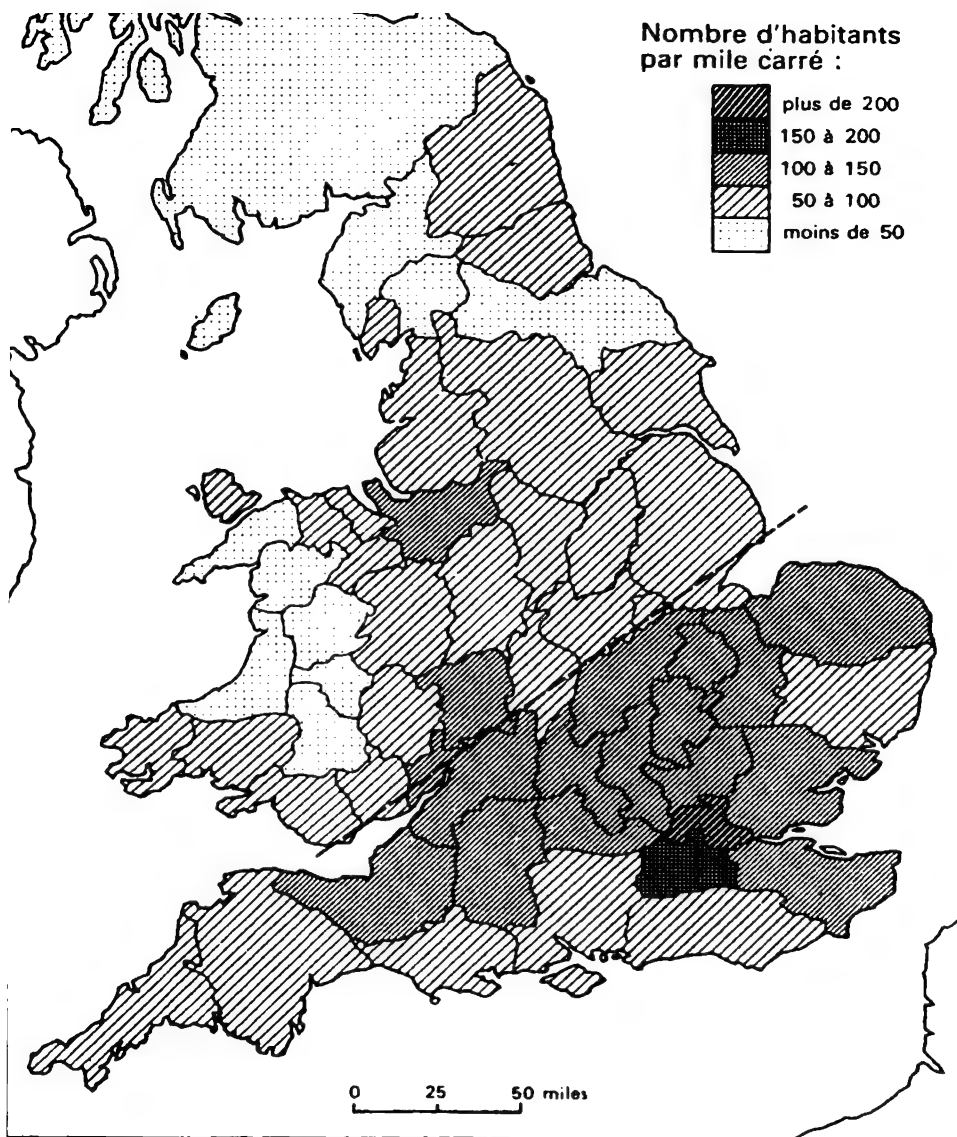 Nombre d'habitants
par mile carré :
plus de 200
150 à 200
100 à 150
50 à 100
moins de 50
0 25 50 miles